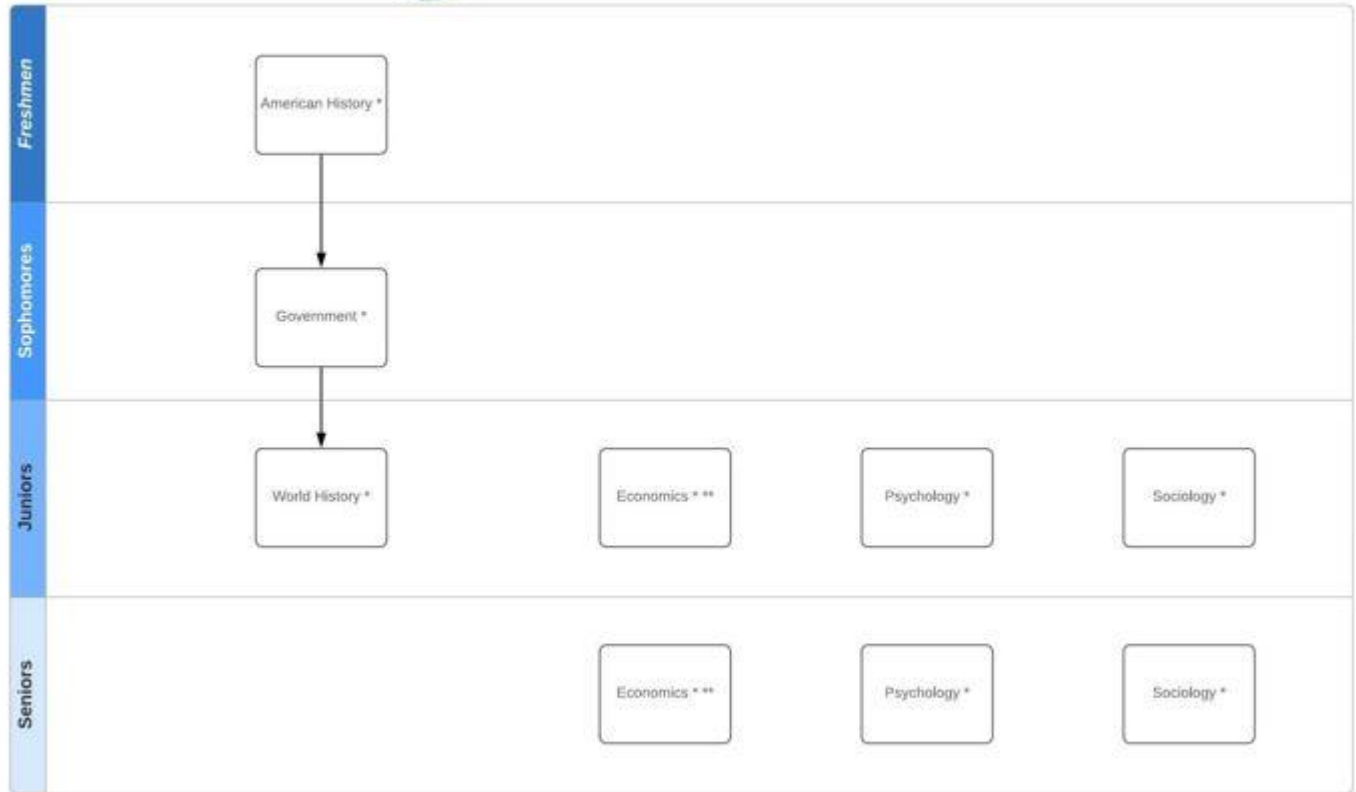 Freshmen
American History *
Sophomores
Government *
Juniors
World History *
Economics * **
Psychology *
Sociology *
Seniors
Economics * **
Psychology *
Sociology *